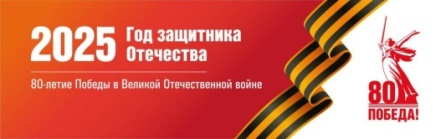 2025 Год защитника
Отечества
80-летие Победы в Великой Отечественной войне
80
ПОБЕДА!